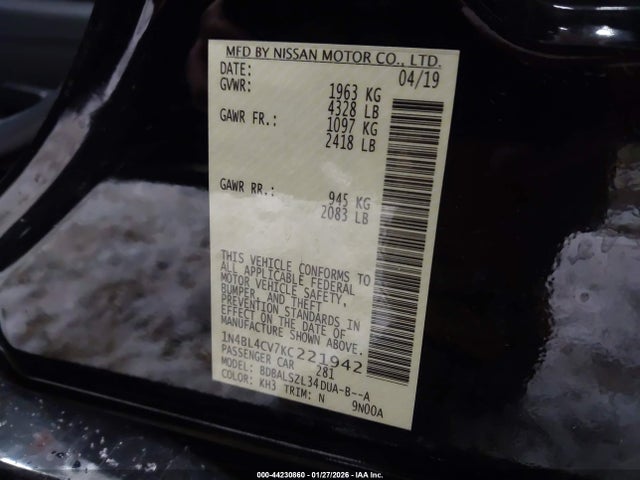 MFD BY NISSAN MOTOR CO., LTD.
DATE: 04/19
GVWR: 1963 KG
4328 LB
GAWR FR.: 1097 KG
2418 LB
GAWR RR.: 945 KG
2083 LB
THIS VEHICLE CONFORMS TO
ALL APPLICABLE FEDERAL
MOTOR VEHICLE SAFETY,
BUMPER, AND THEFT
PREVENTION STANDARDS IN
EFFECT ON THE DATE OF
MANUFACTURE SHOWN ABOVE.
1N4BL4CV7KC221942
PASSENGER CAR 281
MODEL: BDBALSZL34DUA-B--A
COLOR: KH3 TRIM: N 9N00A
000-44230860 - 01/27/2026 - IAA Inc.